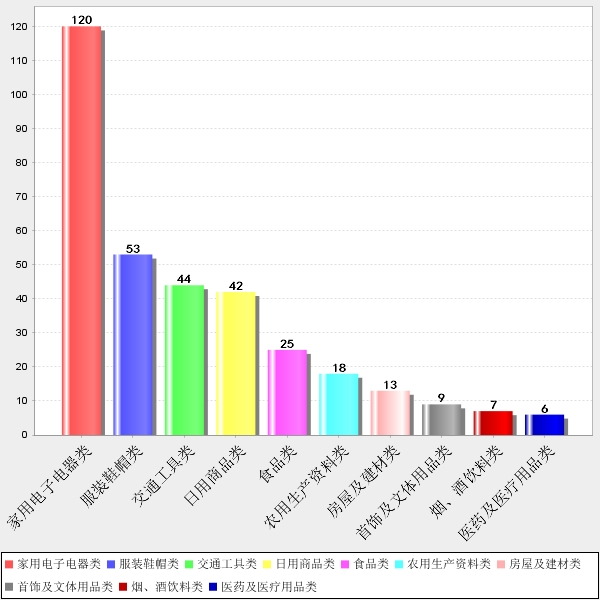 120
110
100
90
80
70
60
50
40
30
20
10
0
120
53
44
42
25
18
13
9
7
6
家用电子电器类
服装鞋帽类
交通工具类
日用商品类
食品类
农用生产资料类
房屋及建材类
首饰及文体用品类
烟、酒饮料类
医药及医疗用品类
家用电子电器类 服装鞋帽类 交通工具类 日用商品类 食品类 农用生产资料类 房屋及建材类
首饰及文体用品类 烟、酒饮料类 医药及医疗用品类